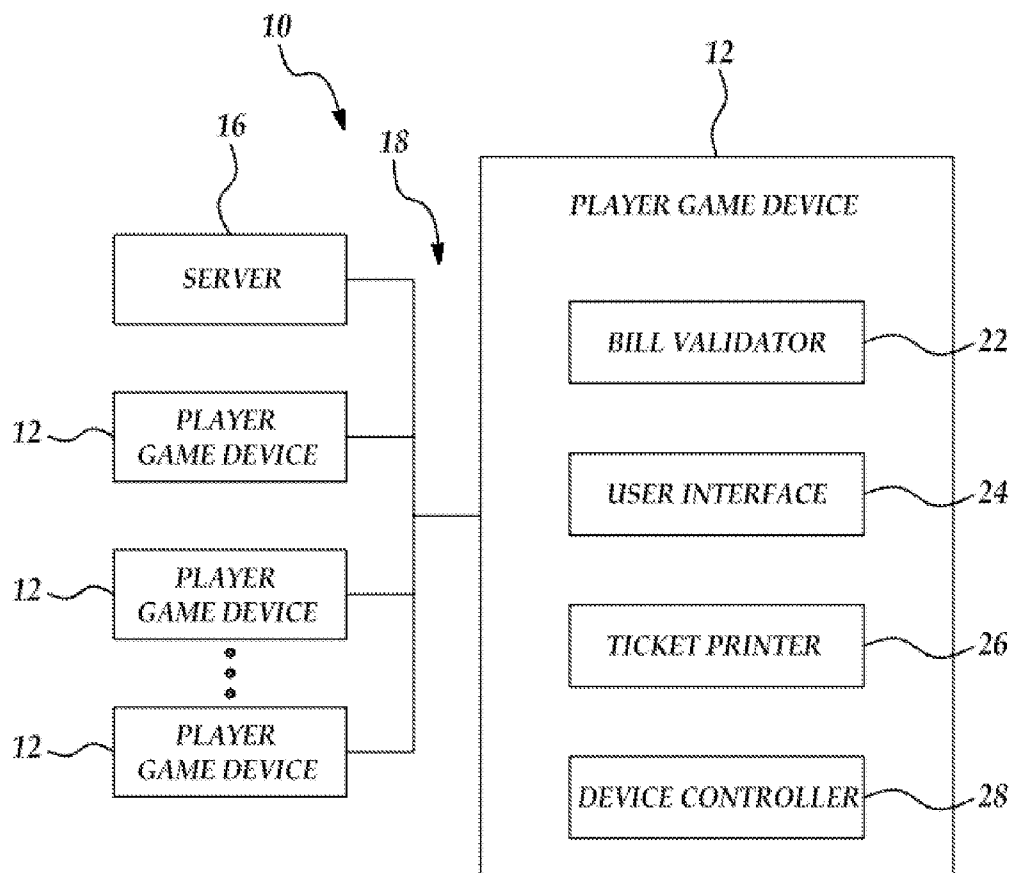 10
12
16
18
PLAYER GAME DEVICE
SERVER
BILL VALIDATOR
22
12
PLAYER
GAME DEVICE
USER INTERFACE
24
12
PLAYER
GAME DEVICE
TICKET PRINTER
26
12
PLAYER
GAME DEVICE
DEVICE CONTROLLER
28